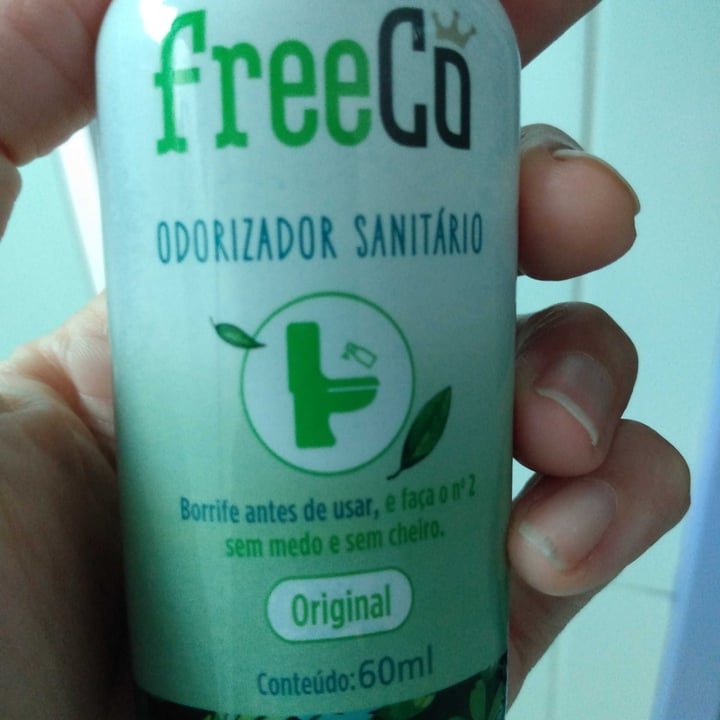 freeCô
ODORIZADOR SANITÁRIO
Borrife antes de usar, e faça o nº 2
sem medo e sem cheiro.
Original
Conteúdo: 60ml